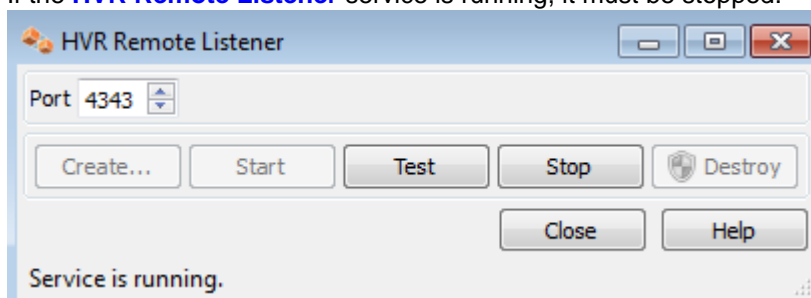 If the HVR Remote Listener service is running, it must be stopped.
HVR Remote Listener
Port 4343
Create... Start Test Stop Destroy
Close Help
Service is running.